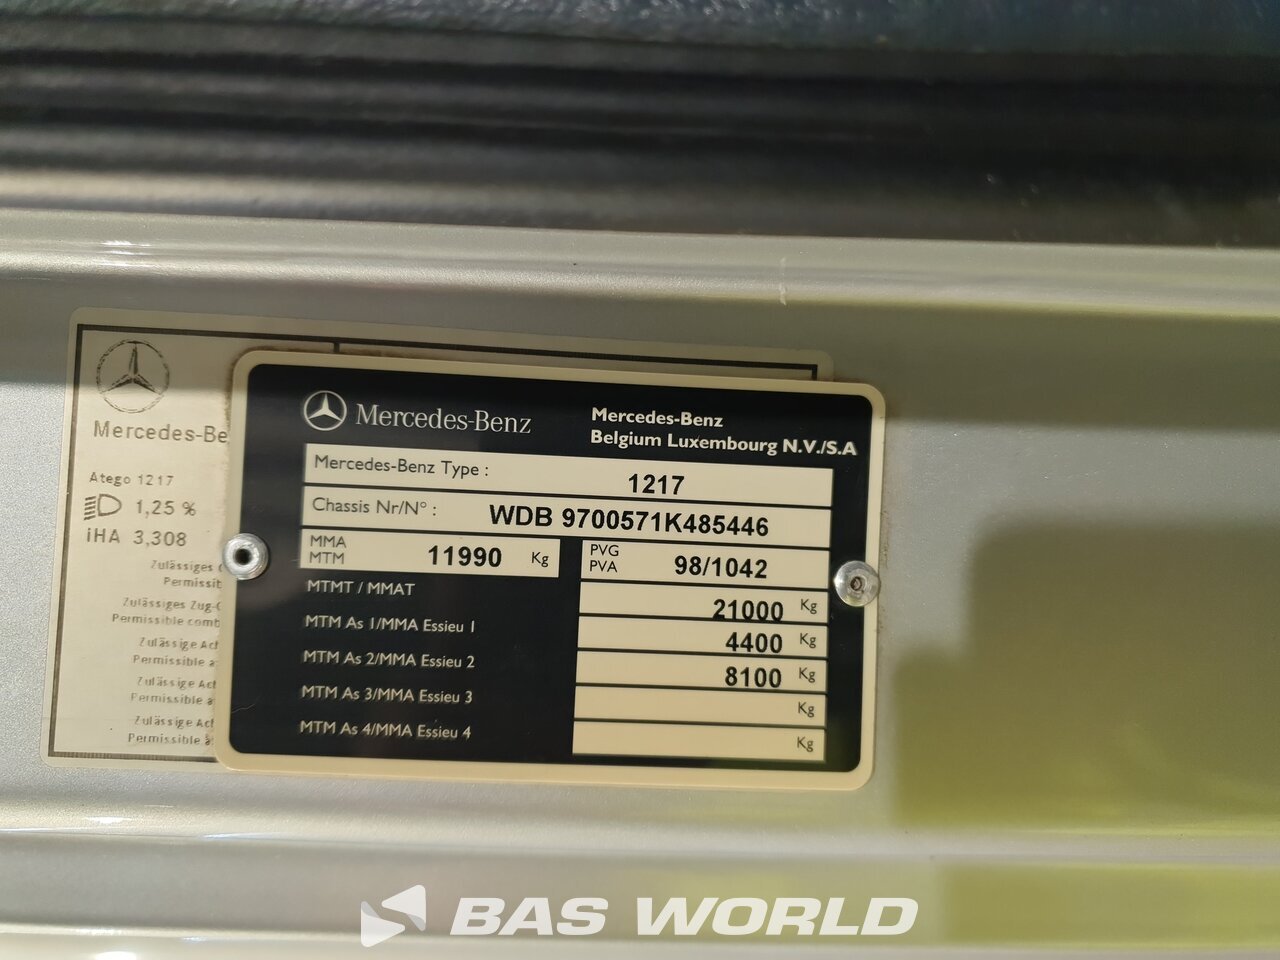 Mercedes-Be
Atego 1217
1,25 %
iHA 3,308
Zulässiges
Permissit
Zulässiges Zug-
Permissible comb
Zulässige Act
Permissible a
Zulässige Act
Permissible a
Zulässige Act
Permissible a
Mercedes-Benz
Mercedes-Benz
Belgium Luxembourg N.V./S.A
Mercedes-Benz Type : 1217
Chassis Nr/N° : WDB 9700571K485446
MMA
MTM 11990 Kg
PVG
PVA 98/1042
MTMT / MMAT 21000 Kg
MTM As 1/MMA Essieu 1 4400 Kg
MTM As 2/MMA Essieu 2 8100 Kg
MTM As 3/MMA Essieu 3 Kg
MTM As 4/MMA Essieu 4 Kg
BAS WORLD